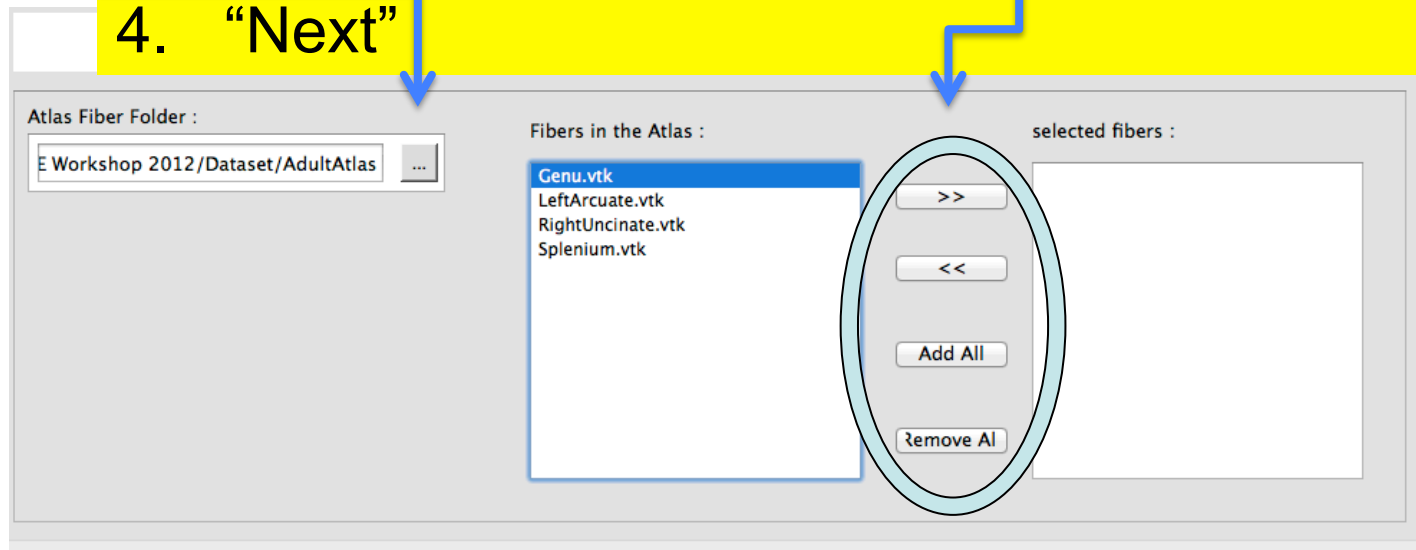 4. “Next”
Atlas Fiber Folder :
E Workshop 2012/Dataset/AdultAtlas ...
Fibers in the Atlas :
Genu.vtk
LeftArcuate.vtk
RightUncinate.vtk
Splenium.vtk
>>
<<
Add All
Remove Al
selected fibers :